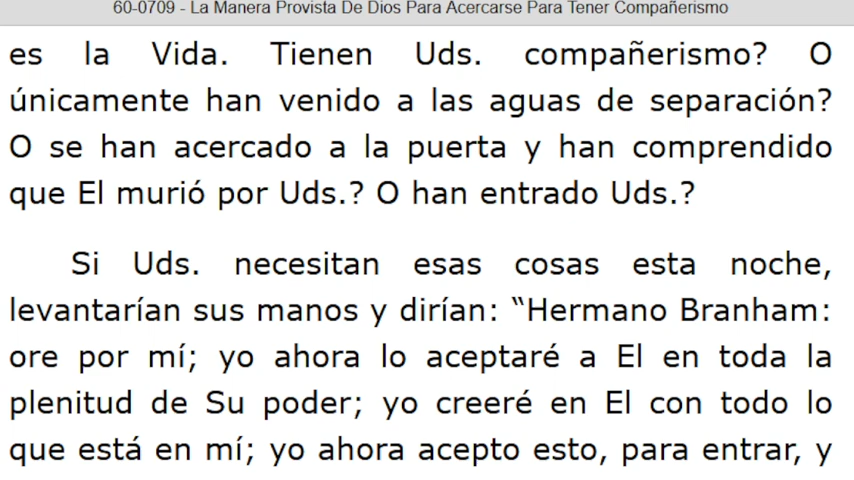 60-0709 - La Manera Provista De Dios Para Acercarse Para Tener Compañerismo
es la Vida. Tienen Uds. compañerismo? O
únicamente han venido a las aguas de separación?
O se han acercado a la puerta y han comprendido
que El murió por Uds.? O han entrado Uds.?
Si Uds. necesitan esas cosas esta noche,
levantarían sus manos y dirían: “Hermano Branham:
ore por mí; yo ahora lo aceptaré a El en toda la
plenitud de Su poder; yo creeré en El con todo lo
que está en mí; yo ahora acepto esto, para entrar, y